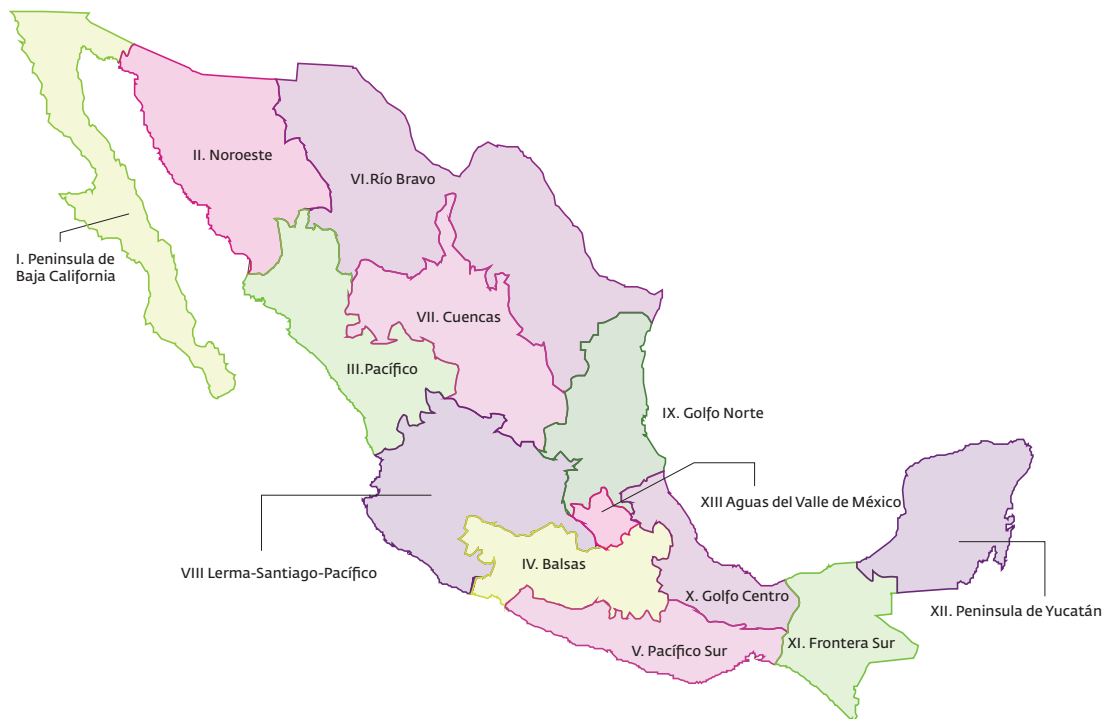 II. Noroeste
VI.Río Bravo
I. Peninsula de
Baja California
VII. Cuencas
III.Pacífico
IX. Golfo Norte
XIII Aguas del Valle de México
VIII Lerma-Santiago-Pacífico
IV. Balsas
X. Golfo Centro
XII. Peninsula de Yucatán
V. Pacífico Sur
XI. Frontera Sur